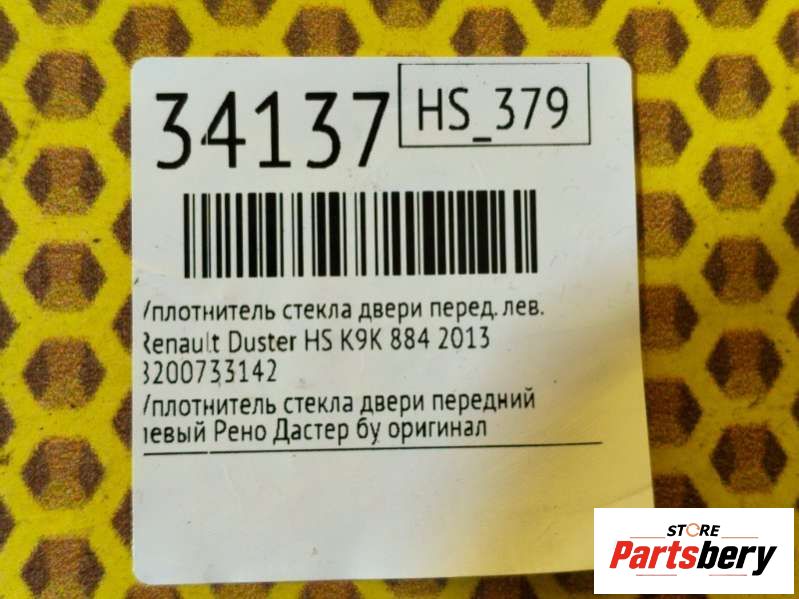 34137
HS_379
Уплотнитель стекла двери перед. лев.
Renault Duster HS K9K 884 2013
8200733142
Уплотнитель стекла двери передний
левый Рено Дастер бу оригинал
STORE
Partsbery